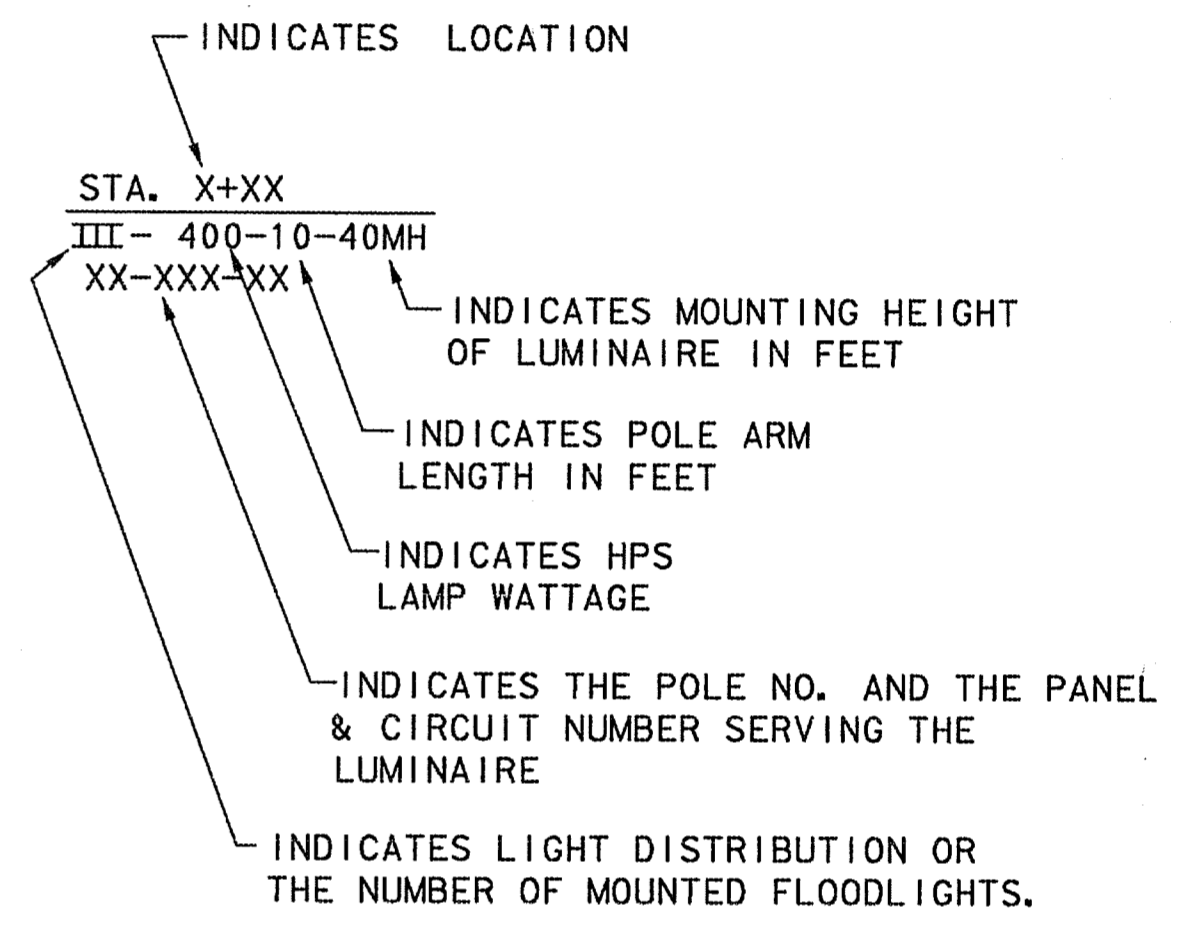 INDICATES LOCATION
STA. X+XX
III- 400-10-40MH
XX-XXX-XX
INDICATES MOUNTING HEIGHT
OF LUMINAIRE IN FEET
INDICATES POLE ARM
LENGTH IN FEET
INDICATES HPS
LAMP WATTAGE
INDICATES THE POLE NO. AND THE PANEL
& CIRCUIT NUMBER SERVING THE
LUMINAIRE
INDICATES LIGHT DISTRIBUTION OR
THE NUMBER OF MOUNTED FLOODLIGHTS.